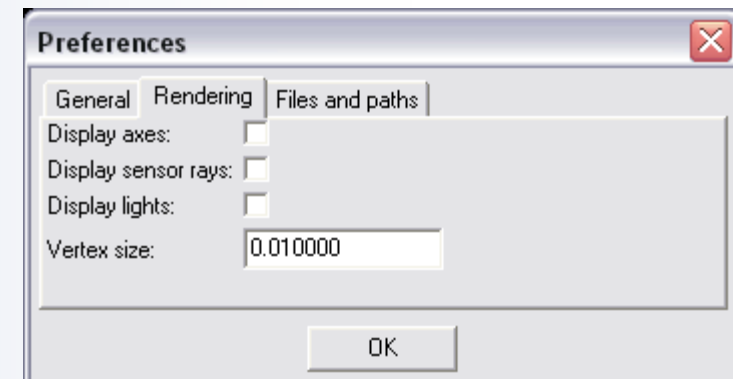 Preferences
General Rendering Files and paths
Display axes:
Display sensor rays:
Display lights:
Vertex size: 0.010000
OK